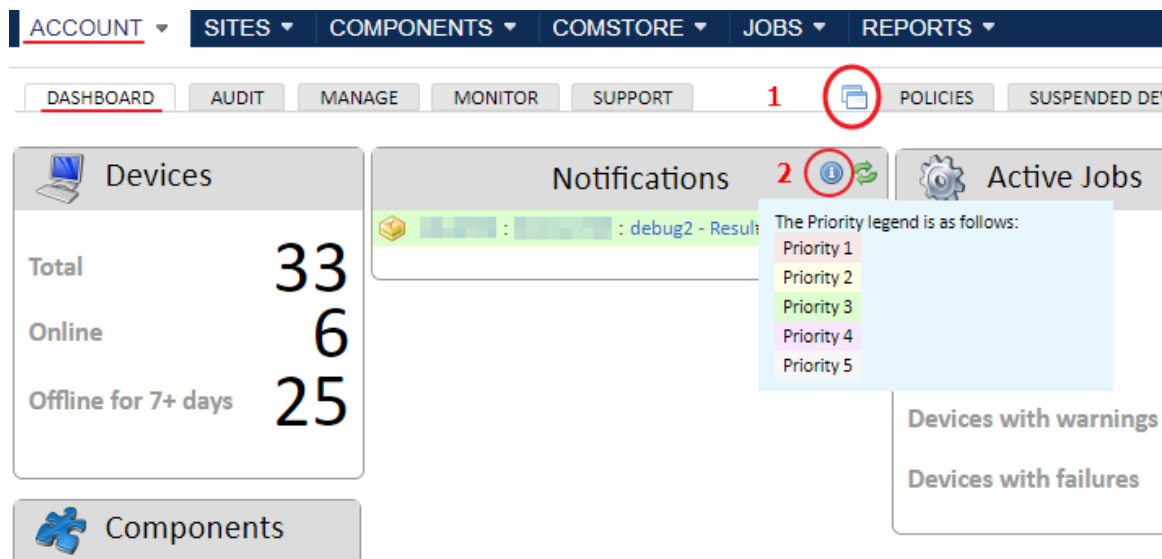 ACCOUNT SITES COMPONENTS COMSTORE JOBS REPORTS
DASHBOARD AUDIT MANAGE MONITOR SUPPORT 1 POLICIES SUSPENDED DE
Devices
Total 33
Online 6
Offline for 7+ days 25
Components
Notifications 2
: : debug2 - Resul
The Priority legend is as follows:
Priority 1
Priority 2
Priority 3
Priority 4
Priority 5
Active Jobs
Devices with warnings
Devices with failures